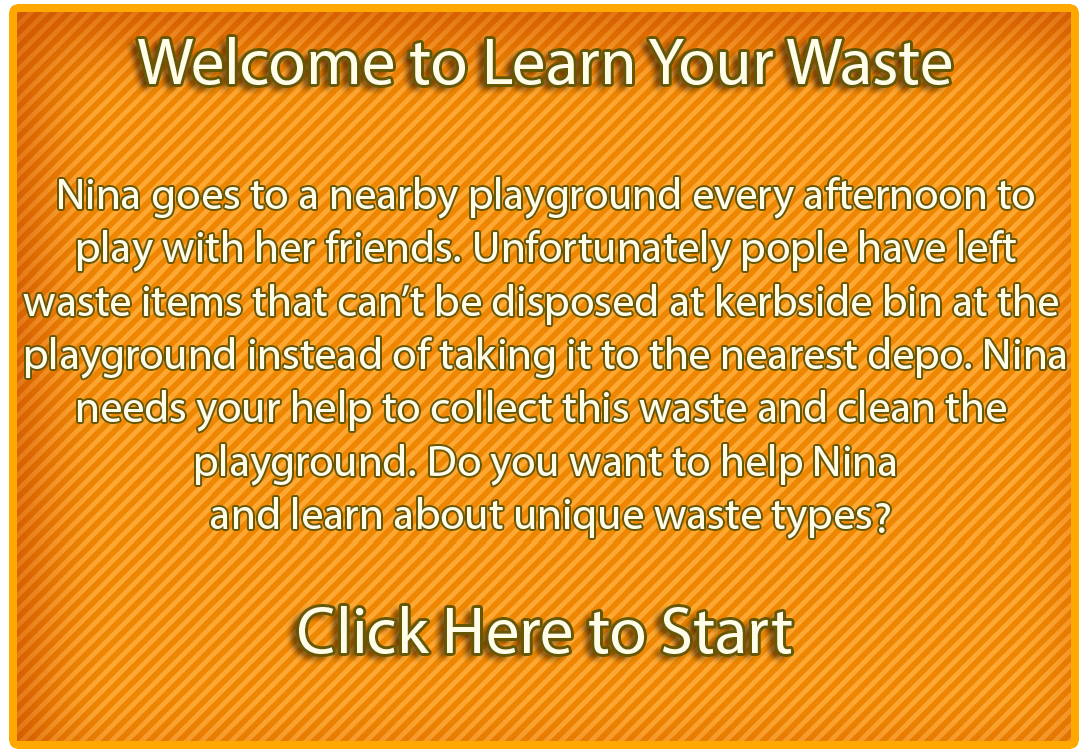 Welcome to Learn Your Waste
Nina goes to a nearby playground every afternoon to
play with her friends. Unfortunately pople have left
waste items that can’t be disposed at kerbside bin at the
playground instead of taking it to the nearest depo. Nina
needs your help to collect this waste and clean the
playground. Do you want to help Nina
and learn about unique waste types?
Click Here to Start